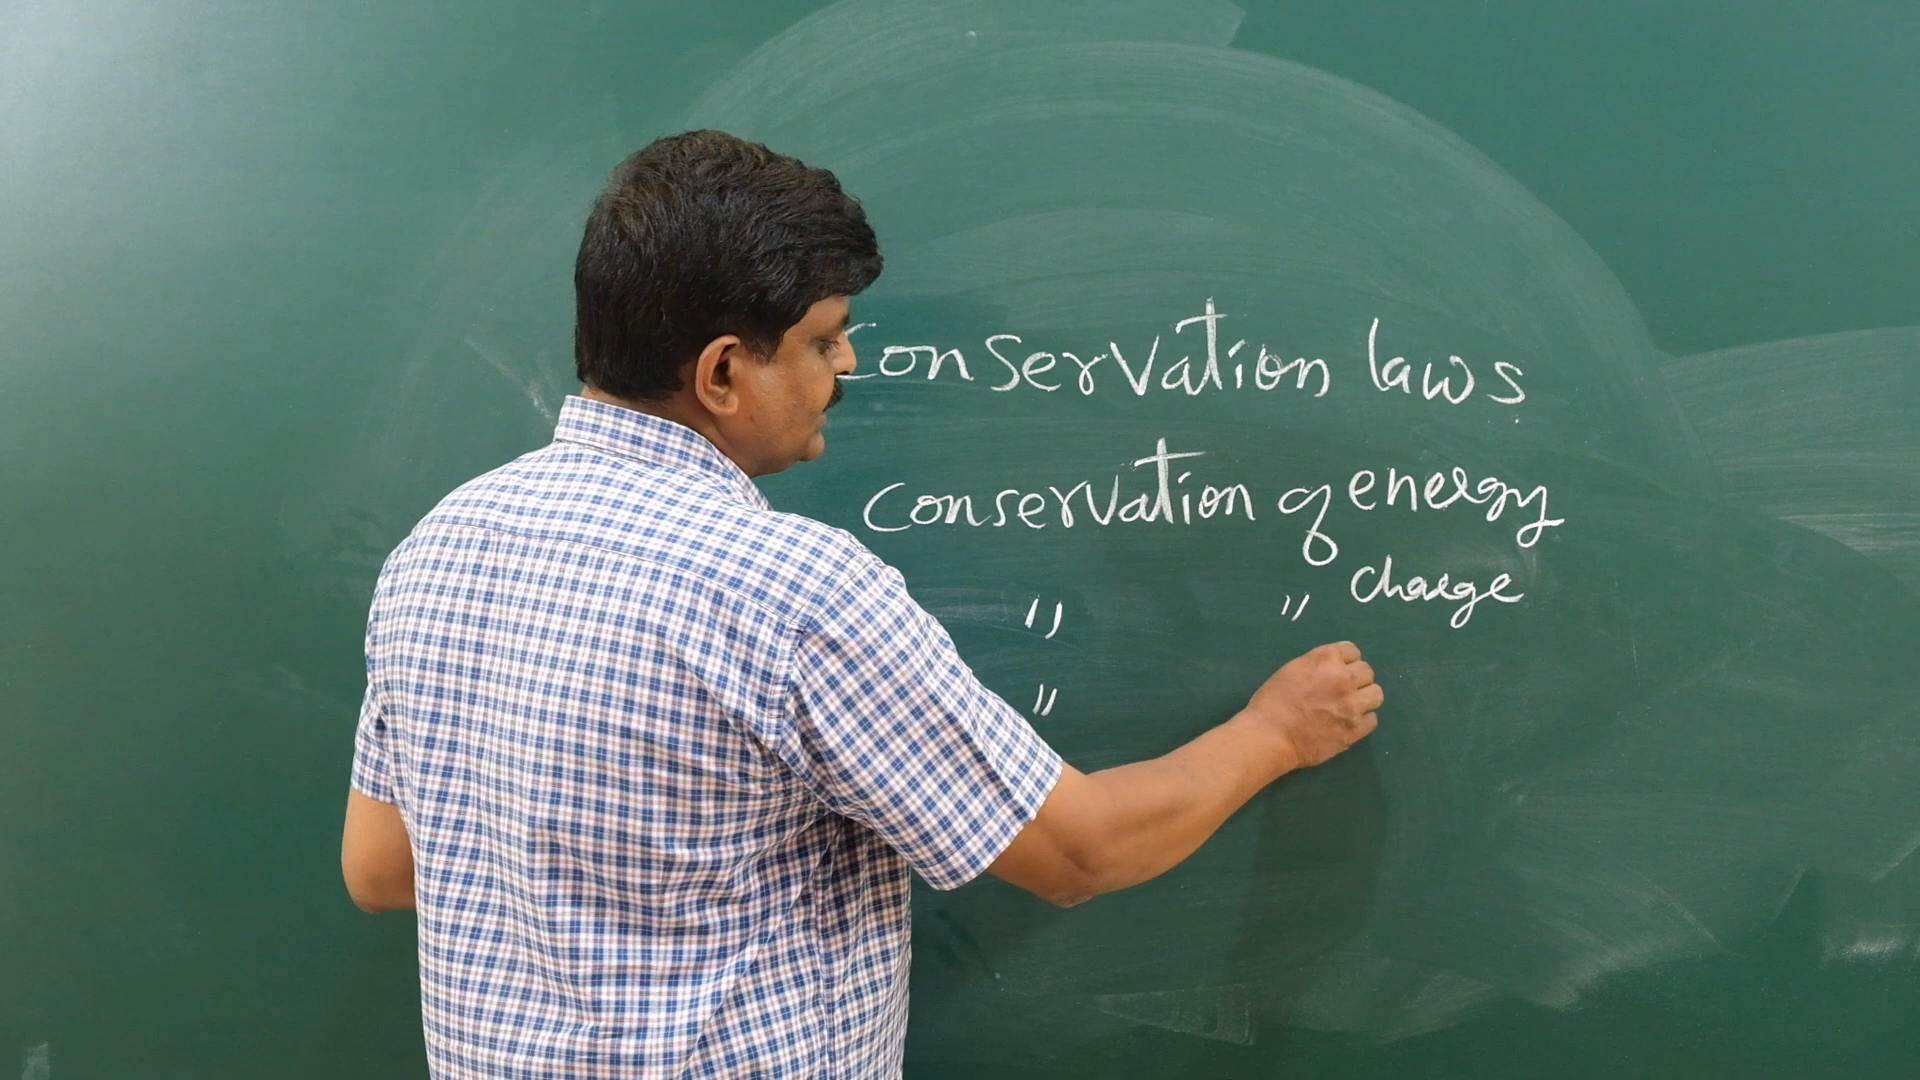 Conservation laws
Conservation of energy
" " charge
"